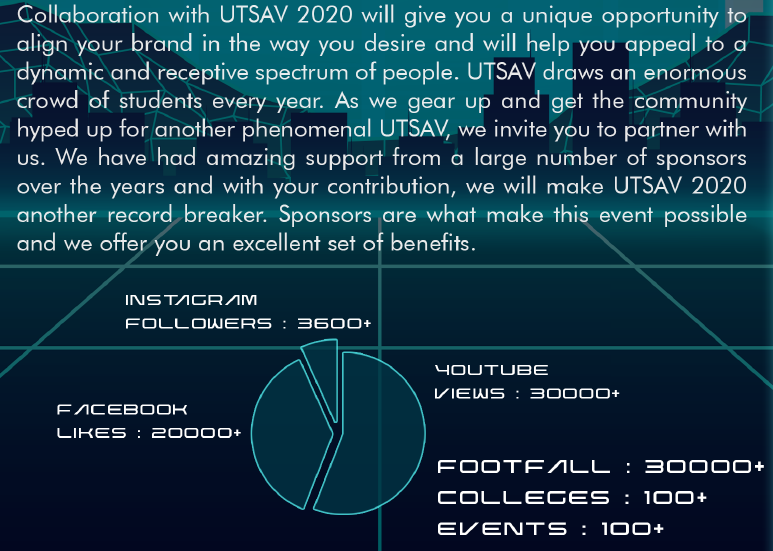 Collaboration with UTSAV 2020 will give you a unique opportunity to
align your brand in the way you desire and will help you appeal to a
dynamic and receptive spectrum of people. UTSAV draws an enormous
crowd of students every year. As we gear up and get the community
hyped up for another phenomenal UTSAV, we invite you to partner with
us. We have had amazing support from a large number of sponsors
over the years and with your contribution, we will make UTSAV 2020
another record breaker. Sponsors are what make this event possible
and we offer you an excellent set of benefits.
INSTAGRAM
FOLLOWERS : 3600+
YOUTUBE
VIEWS : 30000+
FACEBOOK
LIKES : 20000+
FOOTFALL : 30000+
COLLEGES : 100+
EVENTS : 100+